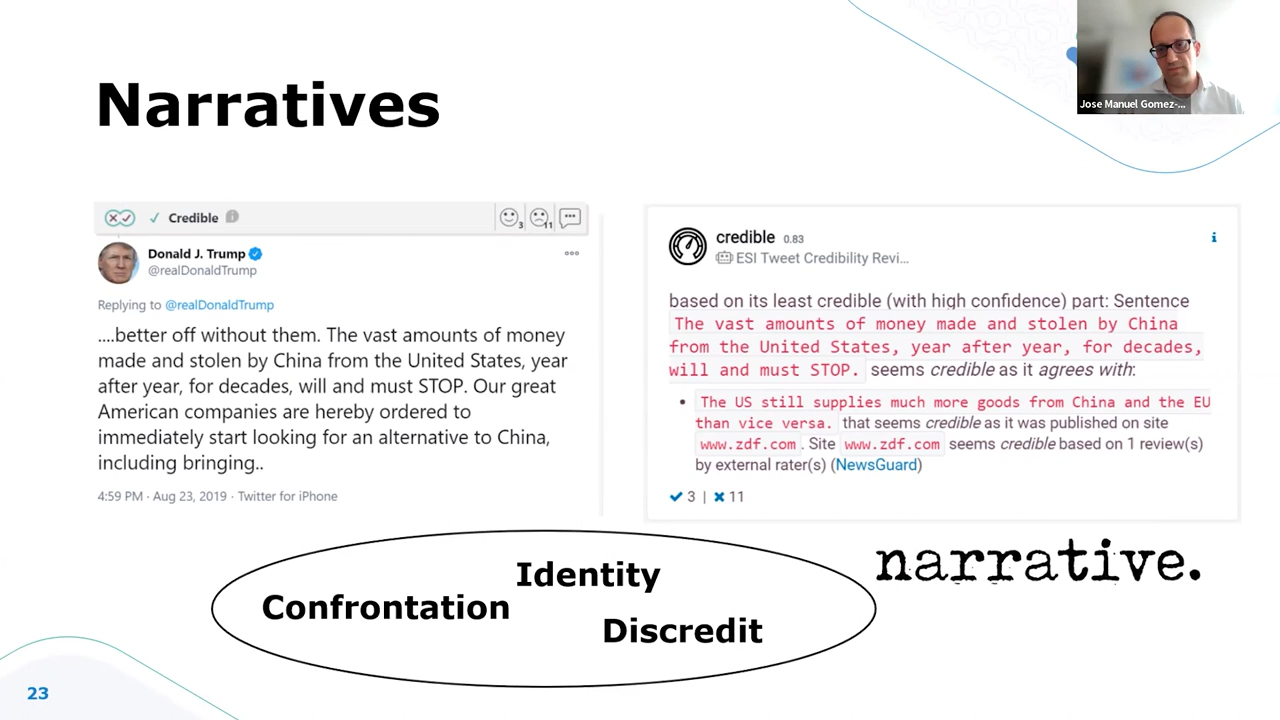 Narratives
Jose Manuel Gomez-...
Credible
3
11
Donald J. Trump
@realDonaldTrump
Replying to @realDonaldTrump
....better off without them. The vast amounts of money
made and stolen by China from the United States, year
after year, for decades, will and must STOP. Our great
American companies are hereby ordered to
immediately start looking for an alternative to China,
including bringing..
4:59 PM · Aug 23, 2019 · Twitter for iPhone
credible 0.83
ESI Tweet Credibility Revi...
based on its least credible (with high confidence) part: Sentence
The vast amounts of money made and stolen by China
from the United States, year after year, for decades,
will and must STOP. seems credible as it agrees with:
• The US still supplies much more goods from China and the EU
than vice versa. that seems credible as it was published on site
www.zdf.com . Site www.zdf.com seems credible based on 1 review(s)
by external rater(s) (NewsGuard)
✔ 3 | ✖ 11
Identity
Confrontation
Discredit
narrative.
23